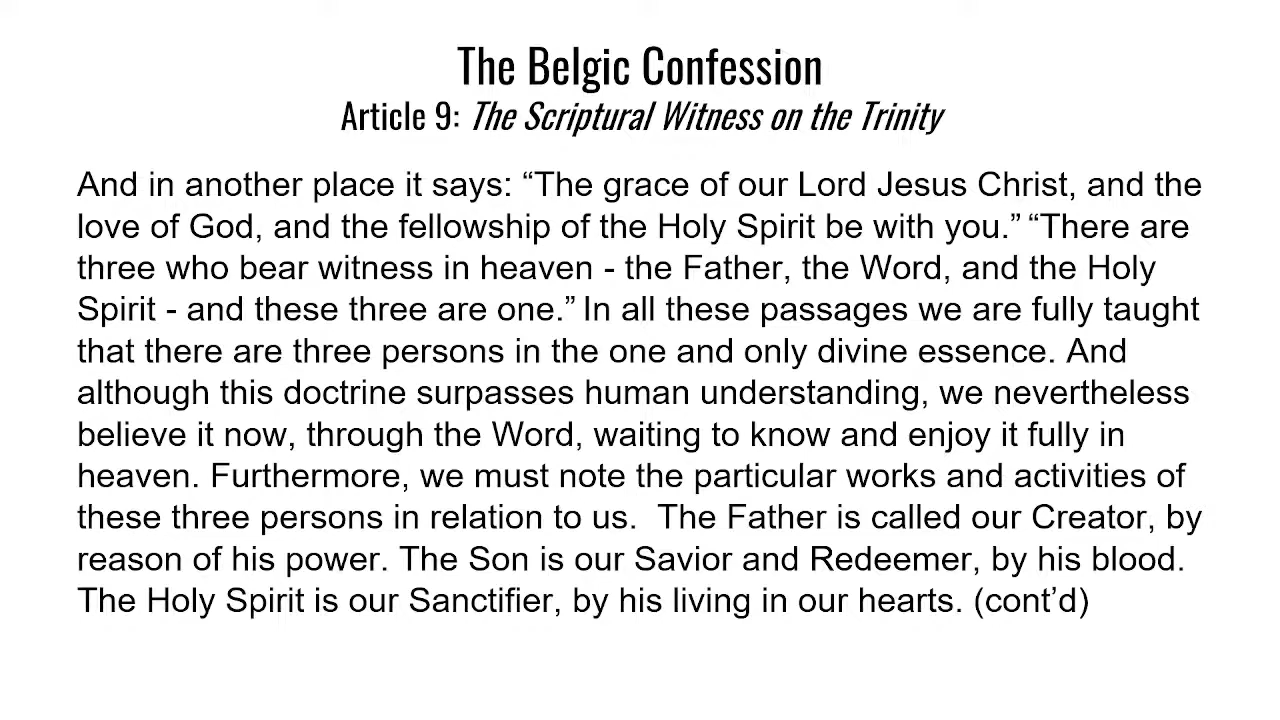 The Belgic Confession
Article 9: The Scriptural Witness on the Trinity
And in another place it says: “The grace of our Lord Jesus Christ, and the
love of God, and the fellowship of the Holy Spirit be with you.” “There are
three who bear witness in heaven - the Father, the Word, and the Holy
Spirit - and these three are one.” In all these passages we are fully taught
that there are three persons in the one and only divine essence. And
although this doctrine surpasses human understanding, we nevertheless
believe it now, through the Word, waiting to know and enjoy it fully in
heaven. Furthermore, we must note the particular works and activities of
these three persons in relation to us.  The Father is called our Creator, by
reason of his power. The Son is our Savior and Redeemer, by his blood.
The Holy Spirit is our Sanctifier, by his living in our hearts. (cont’d)